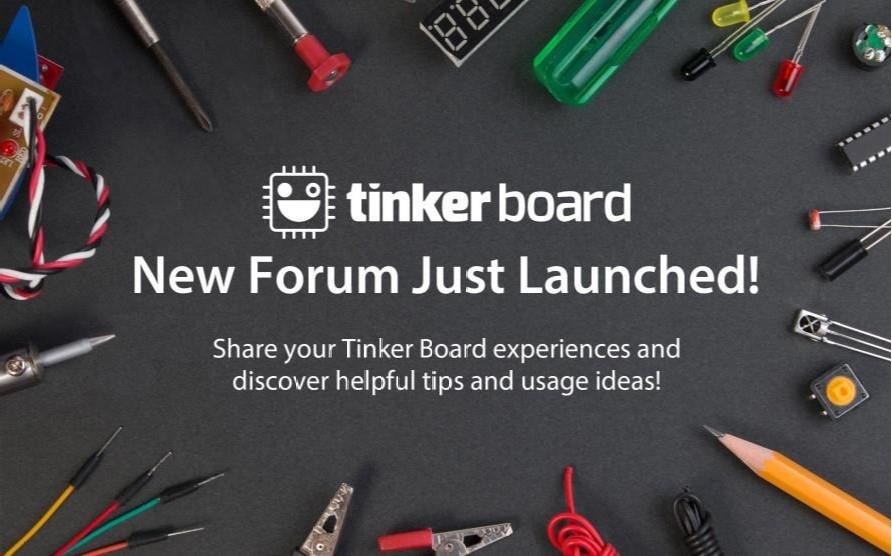 tinker board
New Forum Just Launched!
Share your Tinker Board experiences and
discover helpful tips and usage ideas!